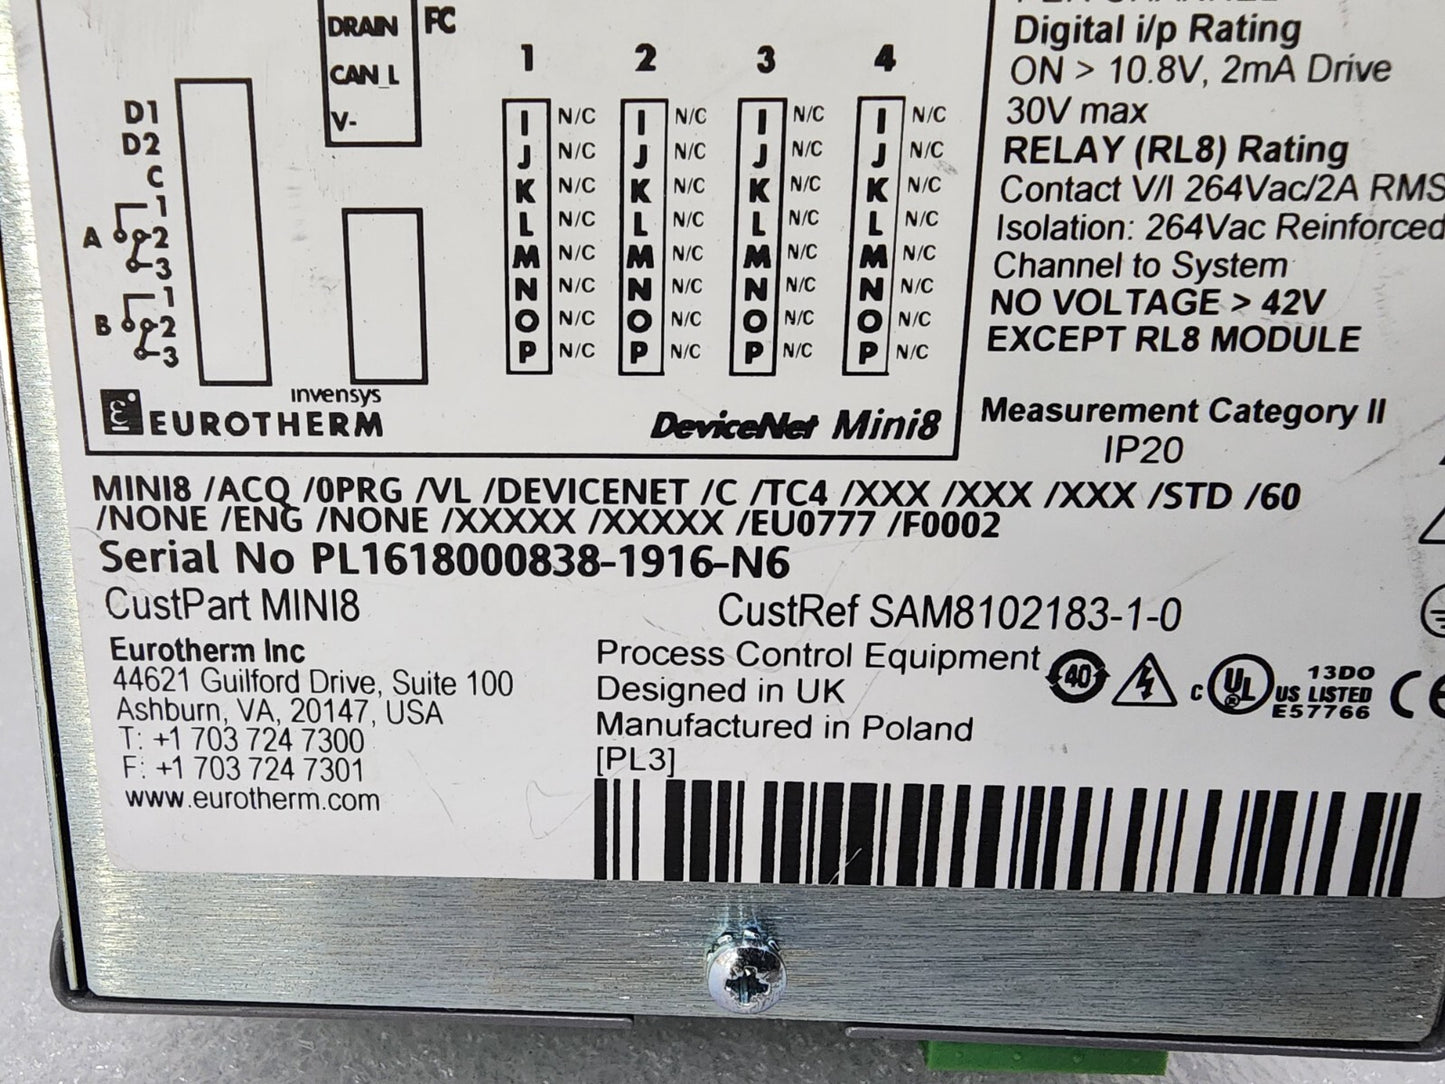 DRAIN FC
CAN_L
V-
D1
D2
C
1
A 2
3
1
B 2
3
1 2 3 4
I N/C I N/C I N/C I N/C
J N/C J N/C J N/C J N/C
K N/C K N/C K N/C K N/C
L N/C L N/C L N/C L N/C
M N/C M N/C M N/C M N/C
N N/C N N/C N N/C N N/C
O N/C O N/C O N/C O N/C
P N/C P N/C P N/C P N/C
invensys
EUROTHERM
DeviceNet Mini8
Digital i/p Rating
ON > 10.8V, 2mA Drive
30V max
RELAY (RL8) Rating
Contact V/I 264Vac/2A RMS
Isolation: 264Vac Reinforced
Channel to System
NO VOLTAGE > 42V
EXCEPT RL8 MODULE
Measurement Category II
IP20
MINI8 /ACQ /0PRG /VL /DEVICENET /C /TC4 /XXX /XXX /XXX /STD /60
/NONE /ENG /NONE /XXXXX /XXXXX /EU0777 /F0002
Serial No PL1618000838-1916-N6
CustPart MINI8 CustRef SAM8102183-1-0
Eurotherm Inc
44621 Guilford Drive, Suite 100
Ashburn, VA, 20147, USA
T: +1 703 724 7300
F: +1 703 724 7301
www.eurotherm.com
Process Control Equipment
Designed in UK
Manufactured in Poland
[PL3]
40
C UL US LISTED
13DO
E57766
CE